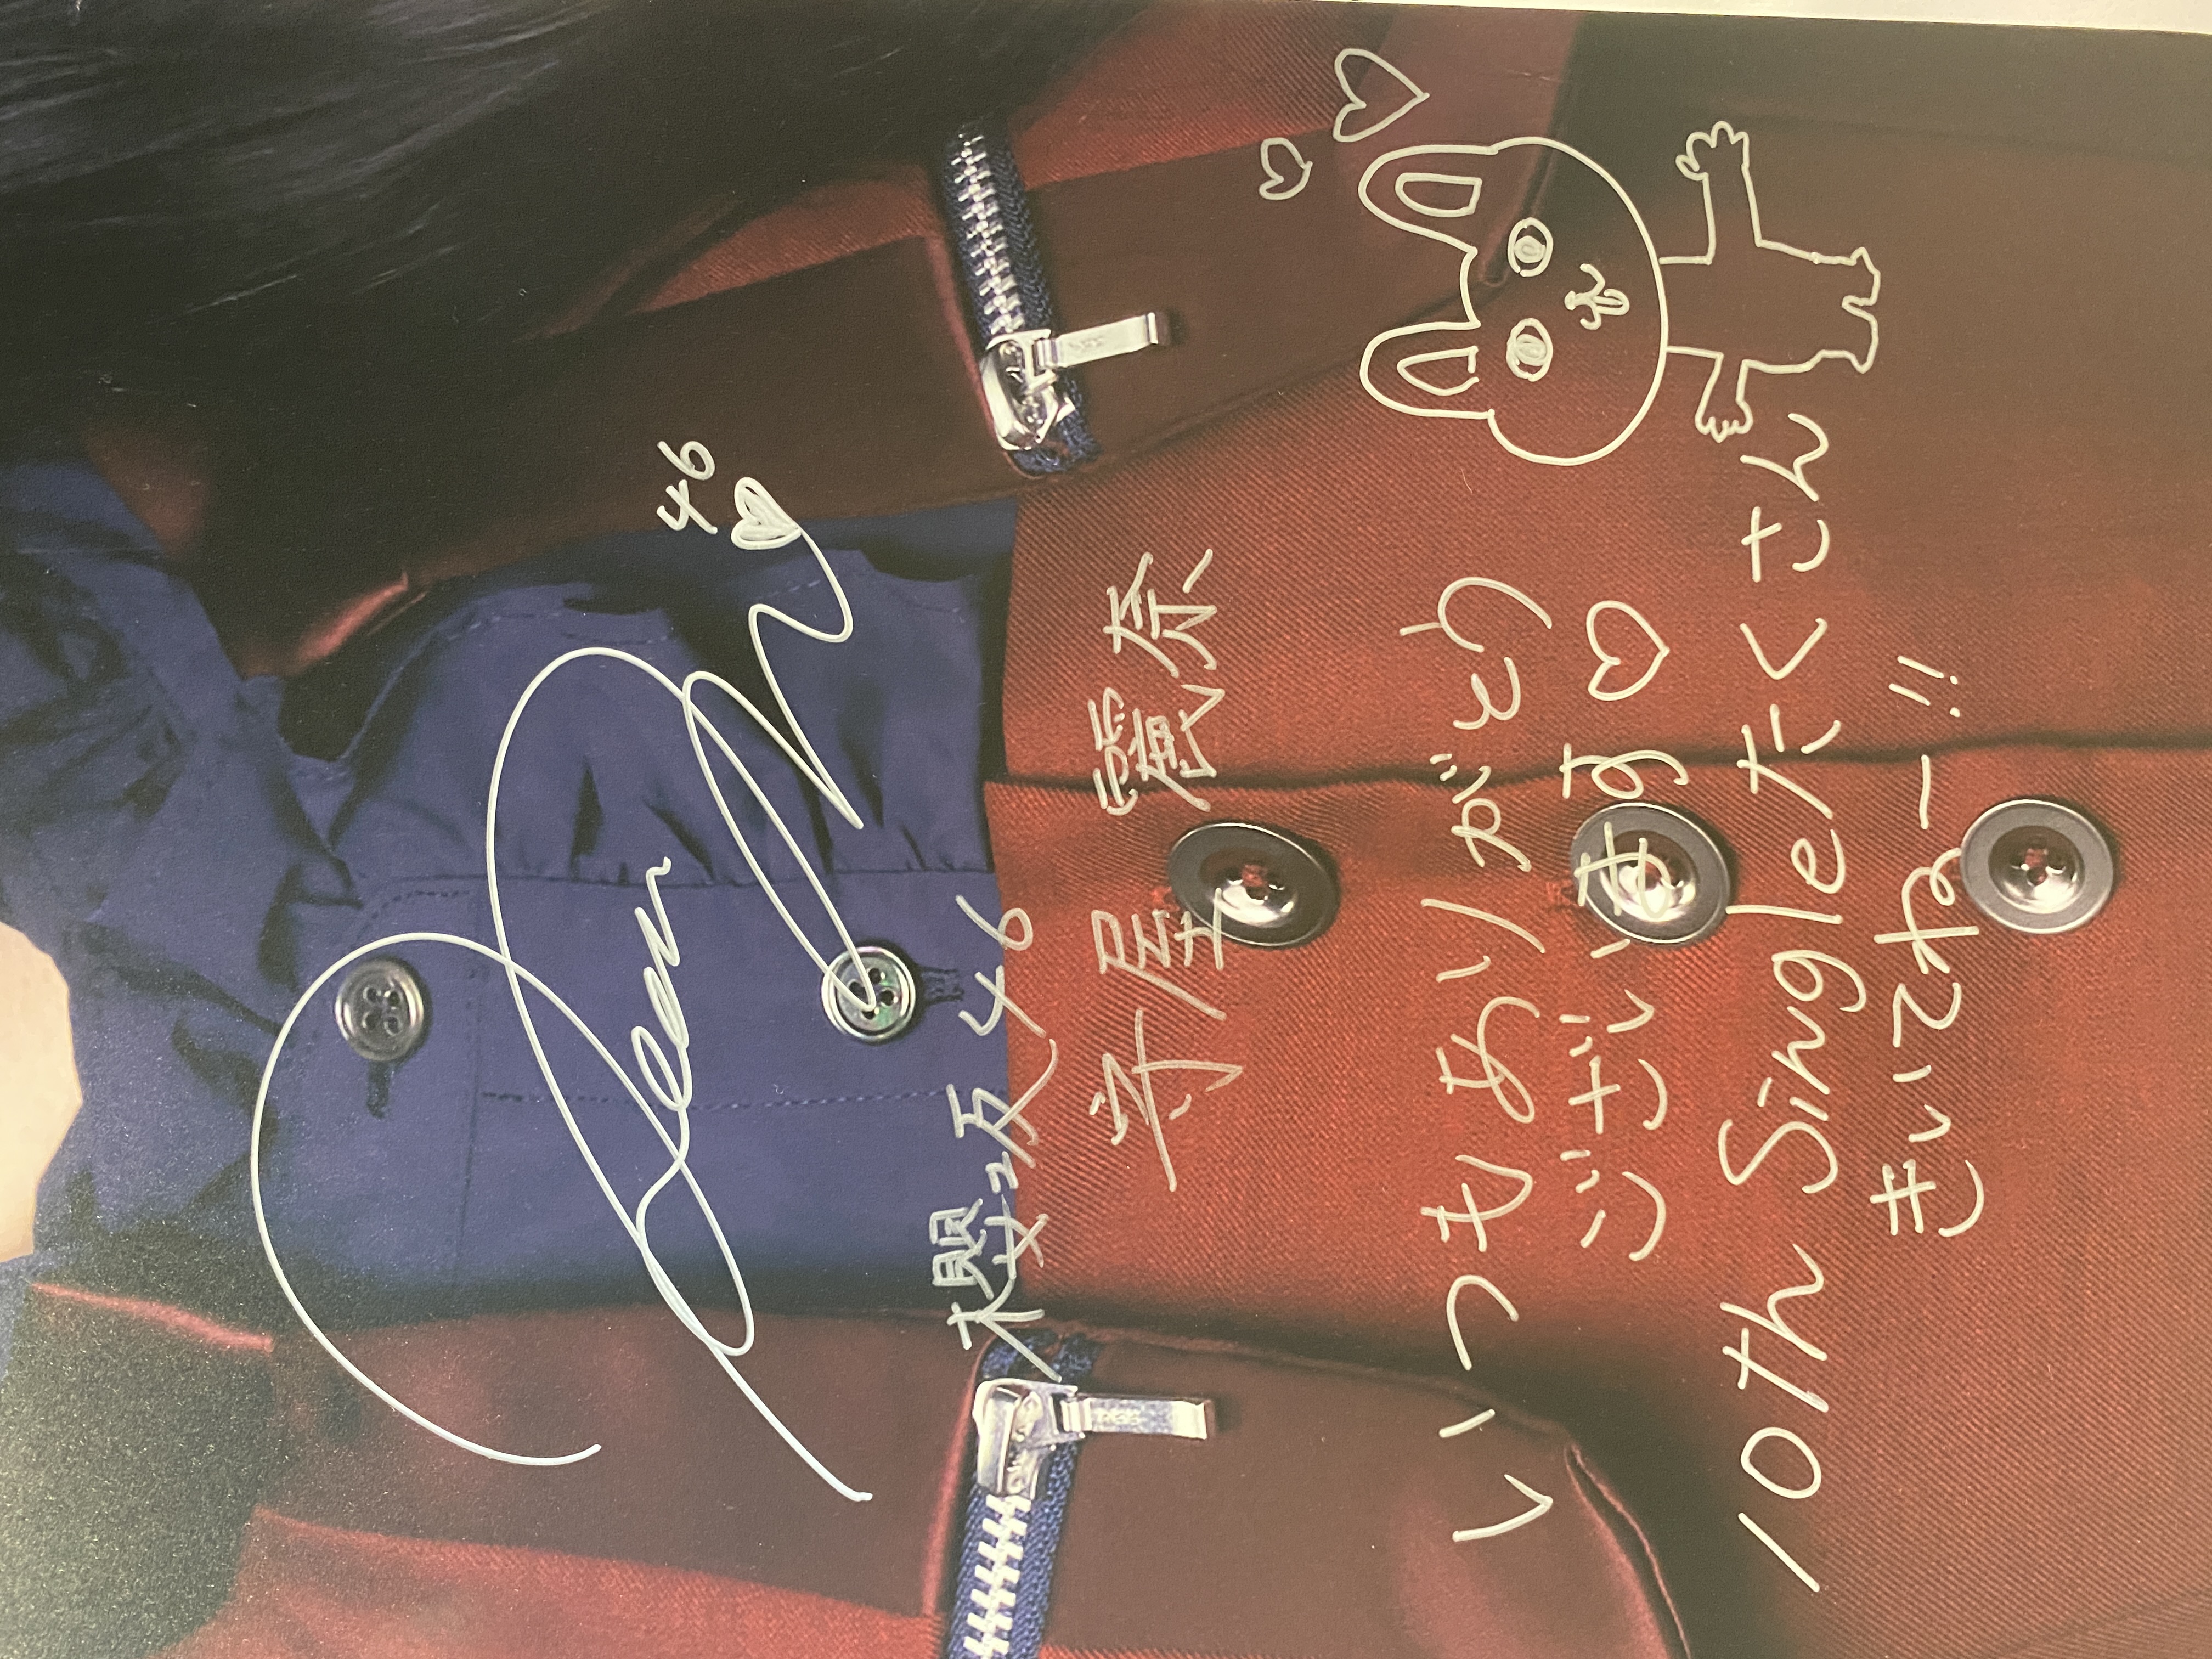 46
櫻坂46
守屋 麗奈
いつもありがとう
ございます♡
10th Singleたくさん
きいてねー!!